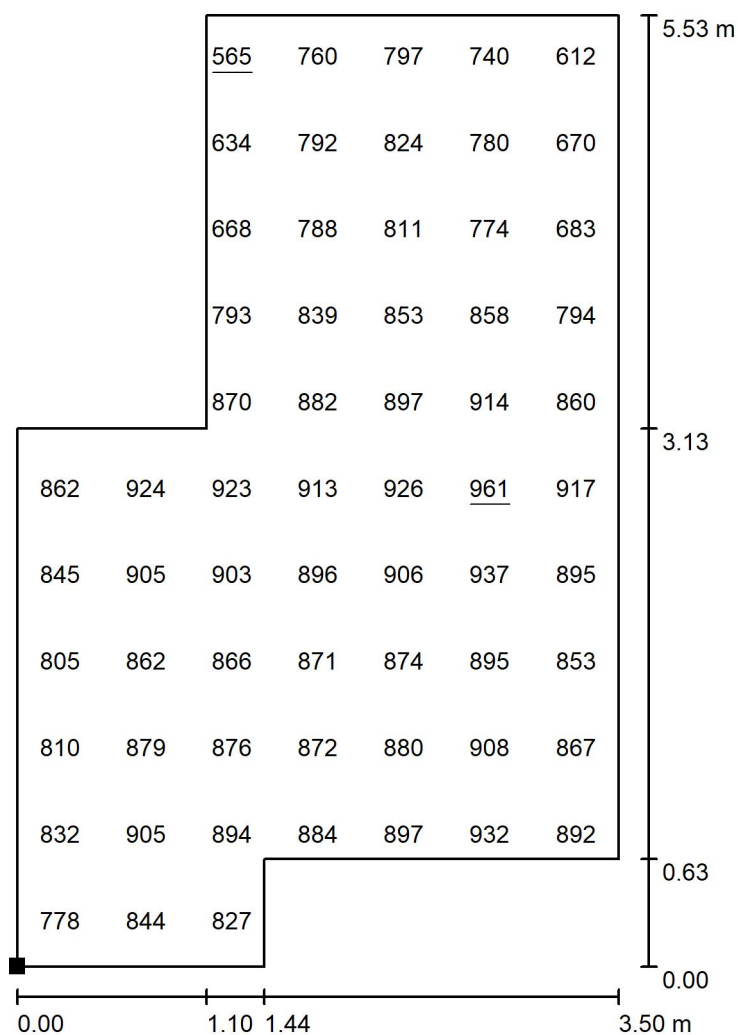 5.53 m
565 760 797 740 612
634 792 824 780 670
668 788 811 774 683
793 839 853 858 794
870 882 897 914 860
3.13
862 924 923 913 926 961 917
845 905 903 896 906 937 895
805 862 866 871 874 895 853
810 879 876 872 880 908 867
832 905 894 884 897 932 892
0.63
778 844 827
0.00
0.00 1.10 1.44 3.50 m